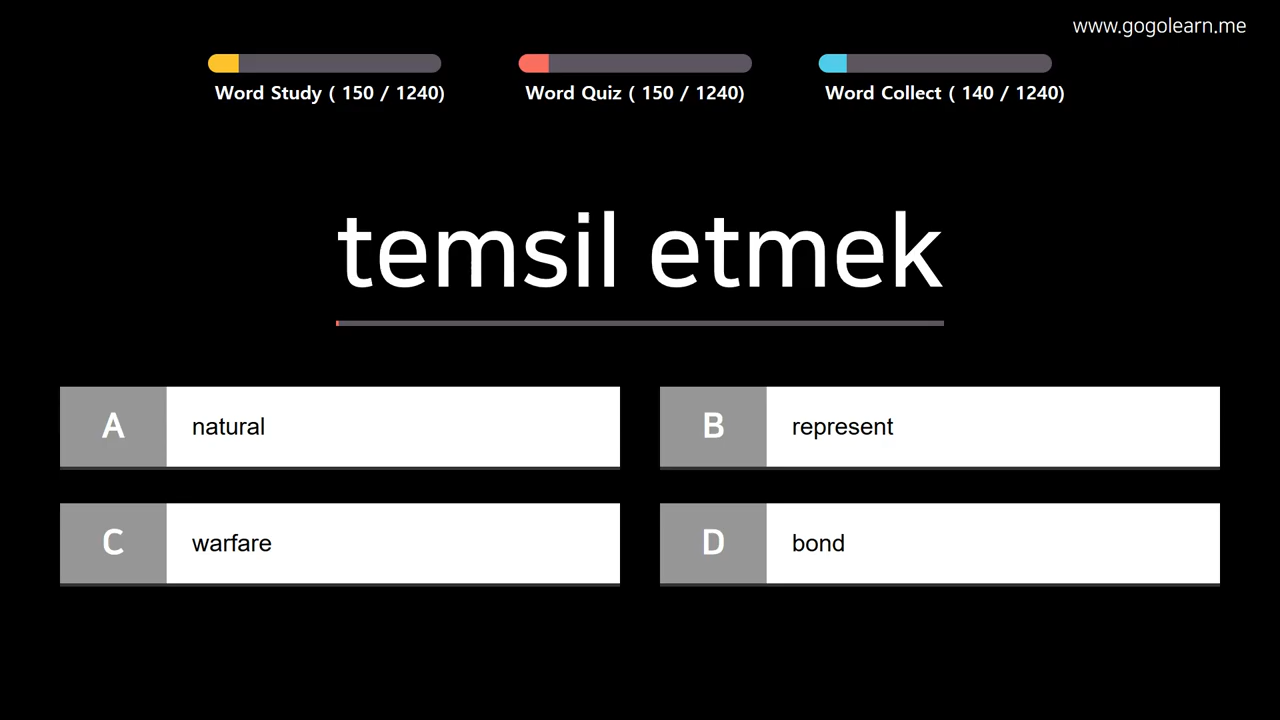 www.gogolearn.me
Word Study ( 150 / 1240)
Word Quiz ( 150 / 1240)
Word Collect ( 140 / 1240)
temsil etmek
A
natural
B
represent
C
warfare
D
bond